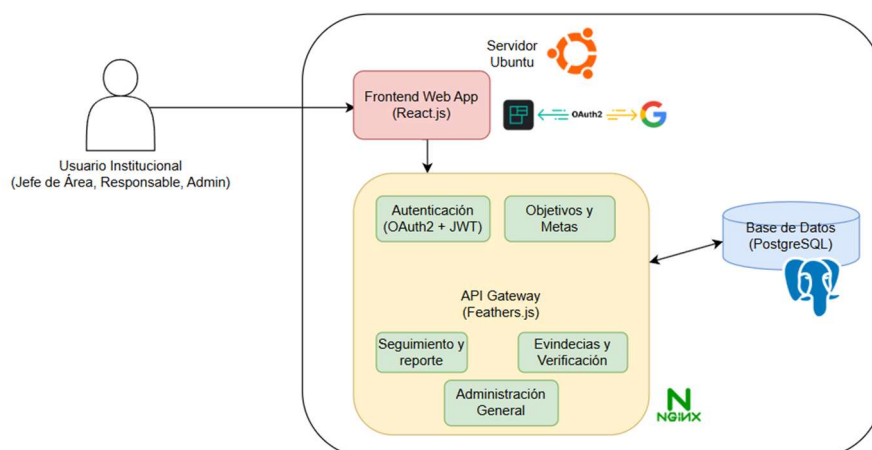 Servidor
Ubuntu
Frontend Web App
(React.js)
OAuth2
Usuario Institucional
(Jefe de Área, Responsable, Admin)
Autenticación
(OAuth2 + JWT)
Objetivos y
Metas
Base de Datos
(PostgreSQL)
API Gateway
(Feathers.js)
Seguimiento y
reporte
Evindecias y
Verificación
Administración
General
NGiNX